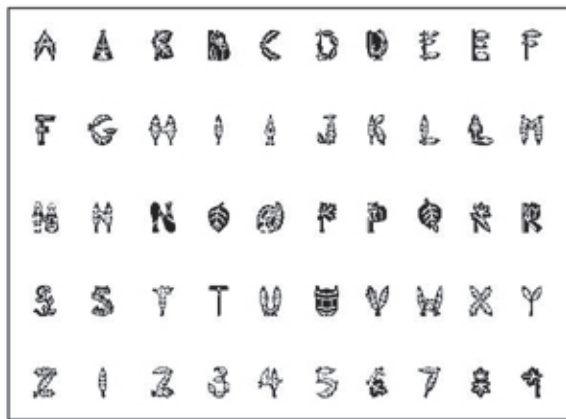 A A B B C D D E E F
F G H I I J K L L M
M N N O O P P Q R R
S S T T U U V W X Y
Z 1 2 3 4 5 6 7 8 9